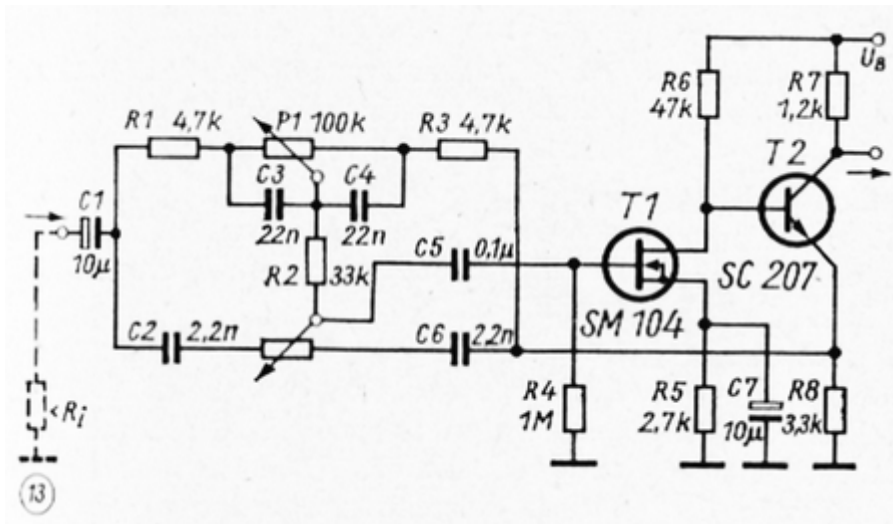 U_B
R6
47k
R7
1,2k
R1 4,7k
P1 100k
R3 4,7k
T2
C3
C4
C1
T1
22n
22n
10µ
R2
33k
C5
0,1µ
SC 207
C2
2,2n
C6
2,2n
SM 104
<Ri
R4
1M
R5
2,7k
C7
10µ
R8
3,3k
13